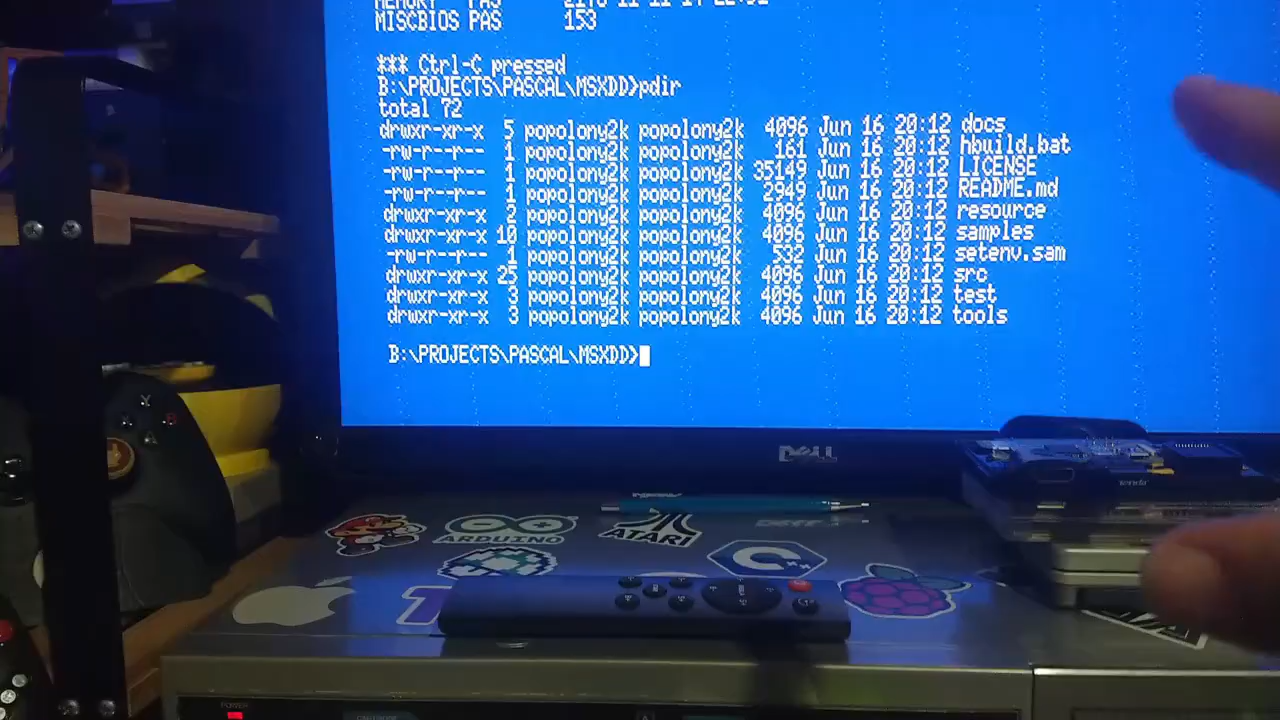 MISCBIOS PAS 153
*** Ctrl-C pressed
B:\PROJECTS\PASCAL\MSXDD>pdir
total 72
drwxr-xr-x 5 popolony2k popolony2k 4096 Jun 16 20:12 docs
-rw-r--r-- 1 popolony2k popolony2k 161 Jun 16 20:12 hbuild.bat
-rw-r--r-- 1 popolony2k popolony2k 35149 Jun 16 20:12 LICENSE
-rw-r--r-- 1 popolony2k popolony2k 2949 Jun 16 20:12 README.md
drwxr-xr-x 2 popolony2k popolony2k 4096 Jun 16 20:12 resource
drwxr-xr-x 10 popolony2k popolony2k 4096 Jun 16 20:12 samples
-rw-r--r-- 1 popolony2k popolony2k 532 Jun 16 20:12 setenv.sam
drwxr-xr-x 25 popolony2k popolony2k 4096 Jun 16 20:12 src
drwxr-xr-x 3 popolony2k popolony2k 4096 Jun 16 20:12 test
drwxr-xr-x 3 popolony2k popolony2k 4096 Jun 16 20:12 tools
B:\PROJECTS\PASCAL\MSXDD>
DELL
Y
B
A
tenda
ARDUINO
ATARI
C++
POWER